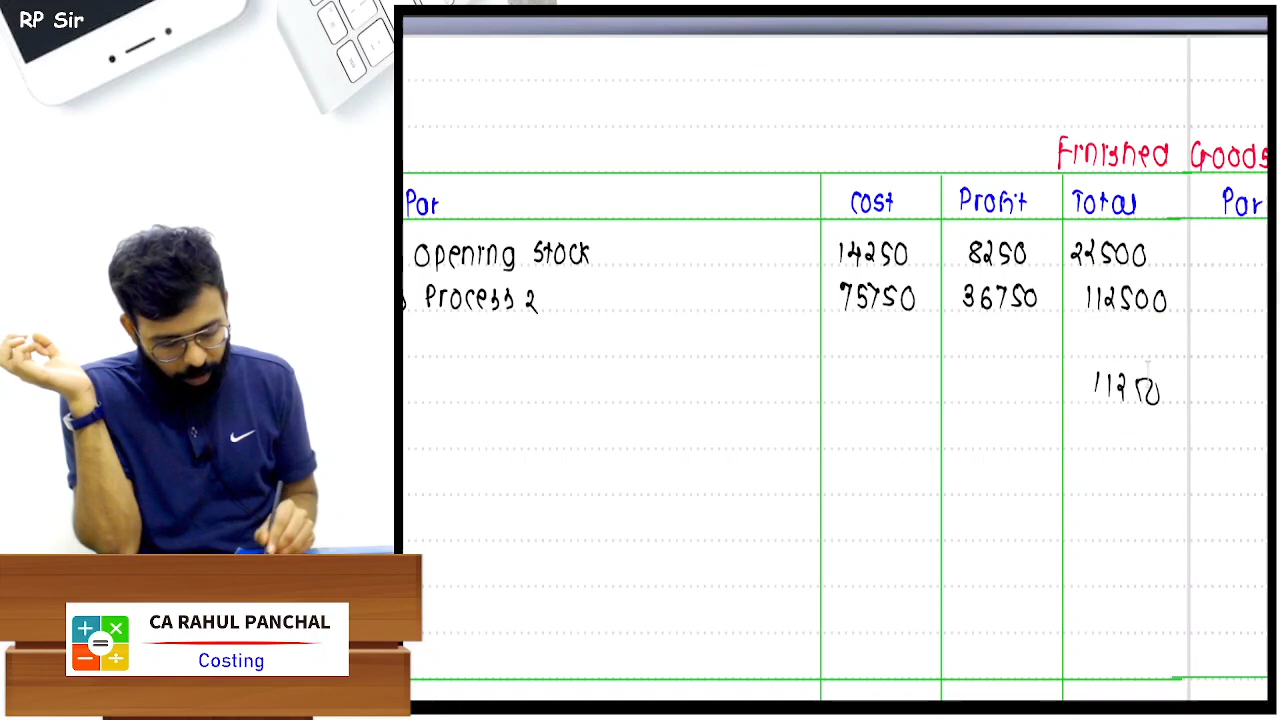 RP Sir
Finished Goods
Par Cost Profit Total Par
Opening Stock 14250 8250 22500
Process 2 75750 36750 112500
1125
CA RAHUL PANCHAL
Costing